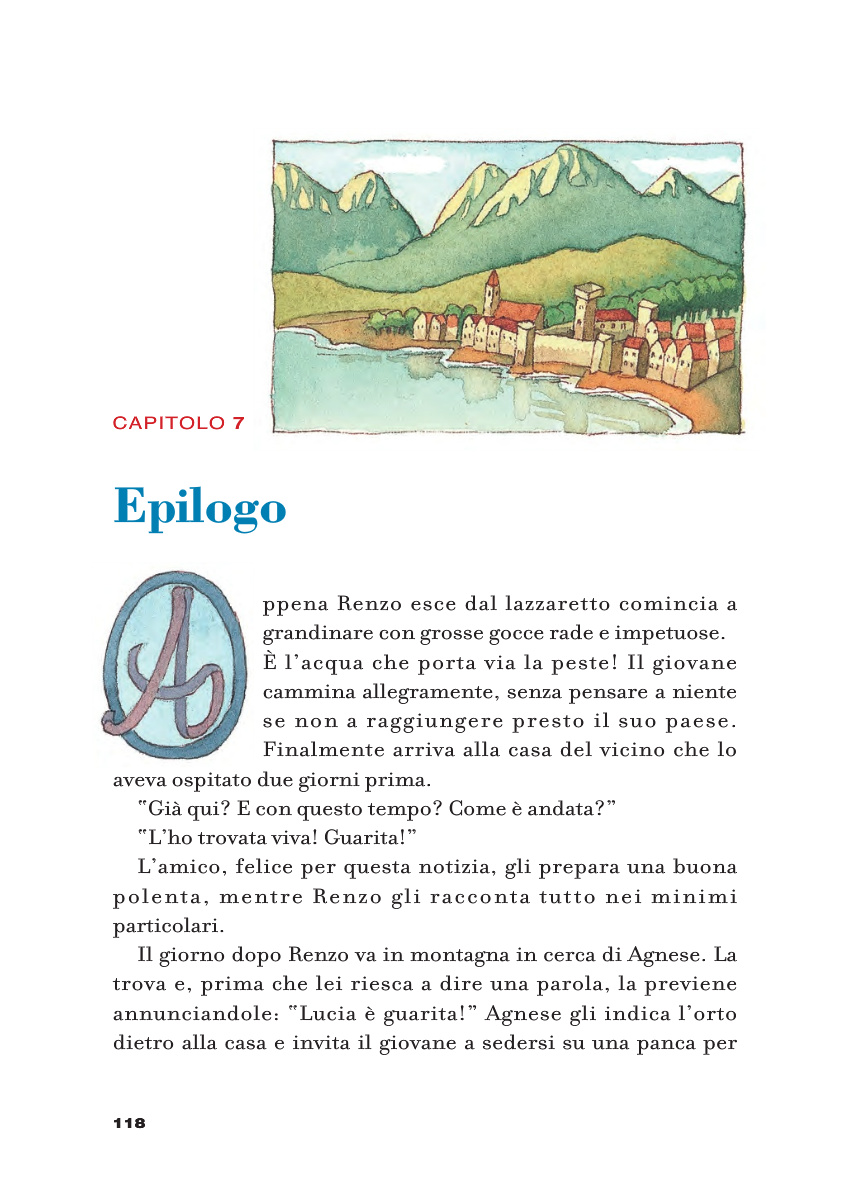 CAPITOLO 7
Epilogo
Appena Renzo esce dal lazzaretto comincia a
grandinare con grosse gocce rade e impetuose.
È l’acqua che porta via la peste! Il giovane
cammina allegramente, senza pensare a niente
se non a raggiungere presto il suo paese.
Finalmente arriva alla casa del vicino che lo
aveva ospitato due giorni prima.
“Già qui? E con questo tempo? Come è andata?”
“L’ho trovata viva! Guarita!”
L’amico, felice per questa notizia, gli prepara una buona
polenta, mentre Renzo gli racconta tutto nei minimi
particolari.
Il giorno dopo Renzo va in montagna in cerca di Agnese. La
trova e, prima che lei riesca a dire una parola, la previene
annunciandole: “Lucia è guarita!” Agnese gli indica l’orto
dietro alla casa e invita il giovane a sedersi su una panca per
118